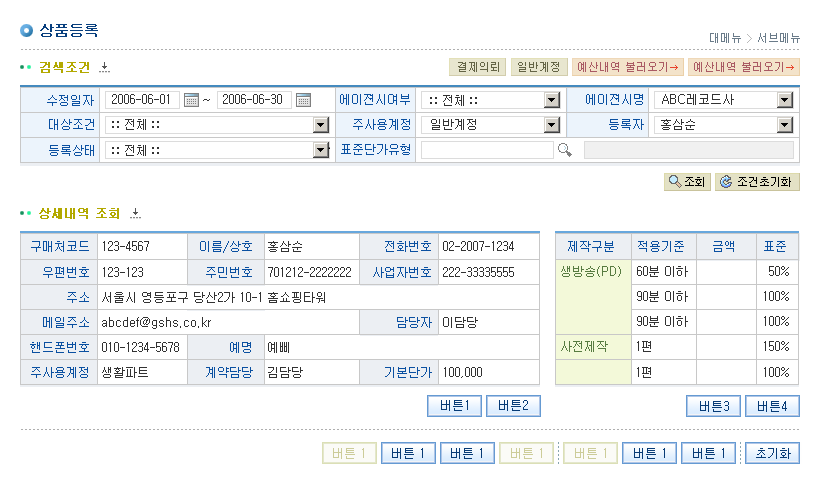 상품등록
대메뉴 > 서브메뉴
검색조건
결제의뢰 일반계정 예산내역 불러오기→ 예산내역 불러오기→
수정일자 2006-06-01 ~ 2006-06-30 에이젼시여부 :: 전체 :: 에이젼시명 ABC레코드사
대상조건 :: 전체 :: 주사용계정 일반계정 등록자 홍삼순
등록상태 :: 전체 :: 표준단가유형
조회 조건초기화
상세내역 조회
구매처코드 123-4567 이름/상호 홍삼순 전화번호 02-2007-1234
우편번호 123-123 주민번호 701212-2222222 사업자번호 222-33335555
주소 서울시 영등포구 당산2가 10-1 홈쇼핑타워
메일주소 abcdef@gshs.co.kr 담당자 이담당
핸드폰번호 010-1234-5678 예명 예삐
주사용계정 생활파트 계약담당 김담당 기본단가 100,000
제작구분 적용기준 금액 표준
생방송(PD) 60분 이하 50%
90분 이하 100%
90분 이하 100%
사전제작 1편 150%
1편 100%
버튼1 버튼2 버튼3 버튼4
버튼 1 버튼 1 버튼 1 버튼 1 버튼 1 버튼 1 버튼 1 초기화